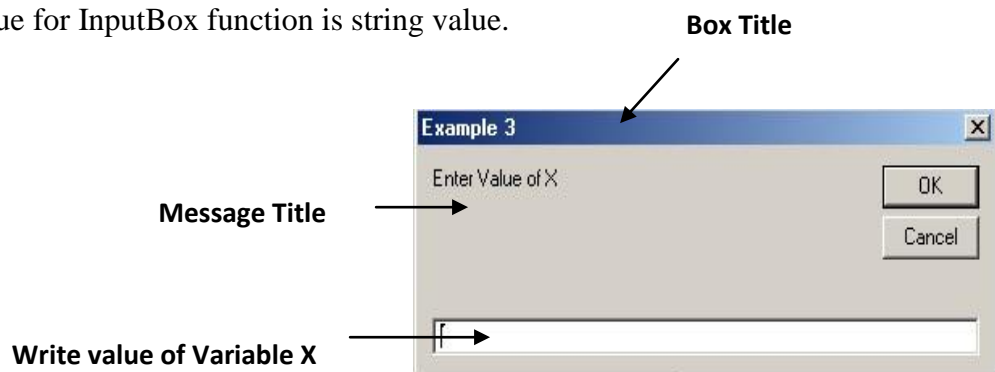 ue for InputBox function is string value.
Box Title
Example 3
Enter Value of X
OK
Message Title
Cancel
Write value of Variable X